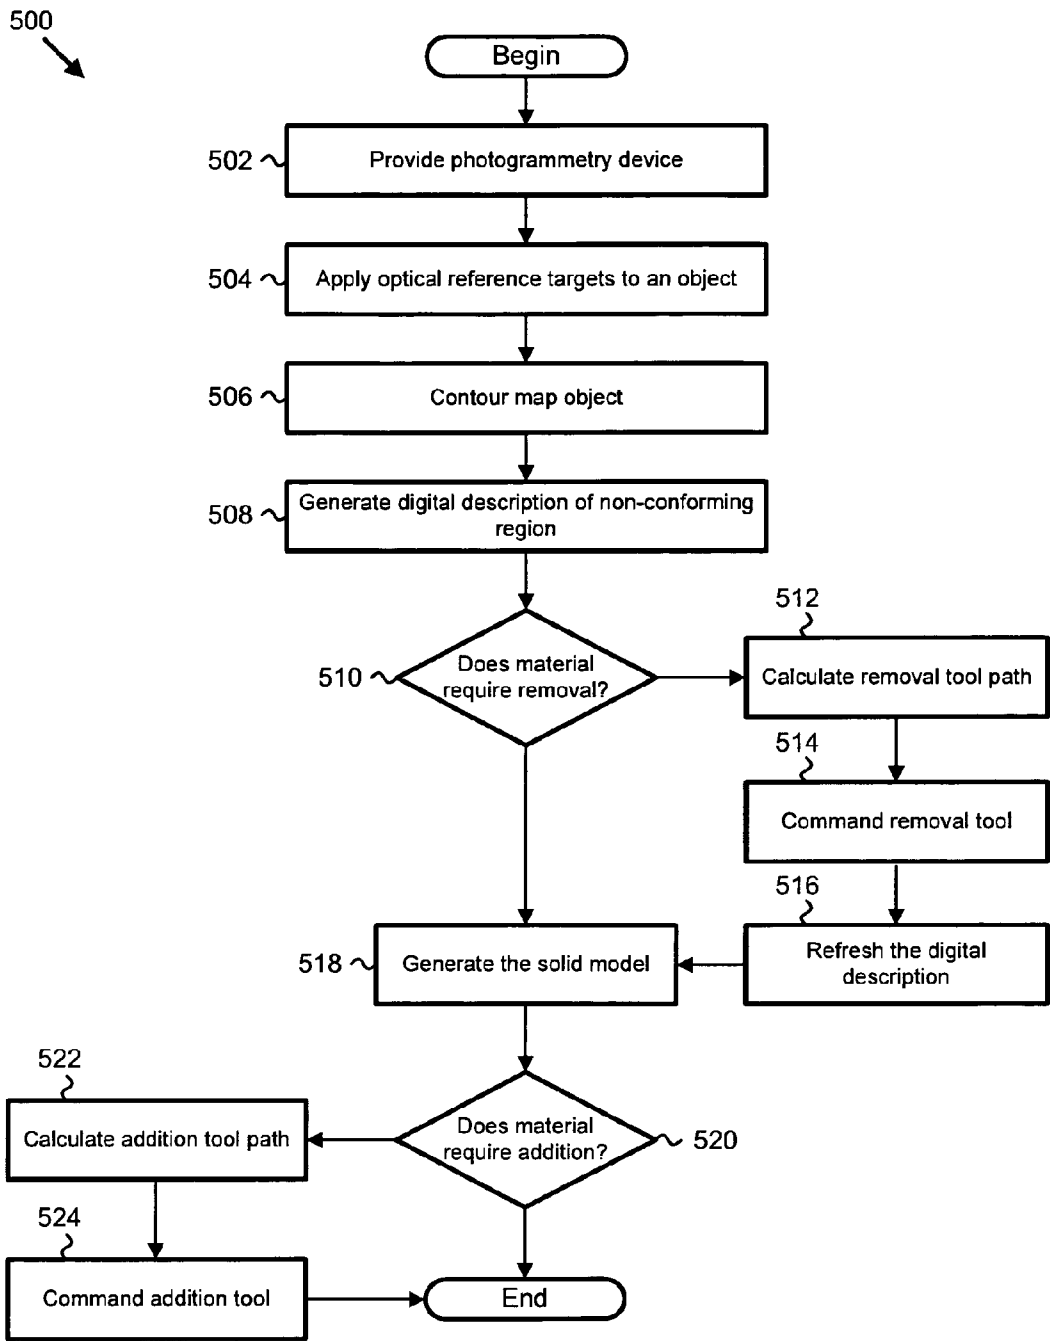 500
Begin
502
Provide photogrammetry device
504
Apply optical reference targets to an object
506
Contour map object
508
Generate digital description of non-conforming
region
510
Does material
require removal?
512
Calculate removal tool path
514
Command removal tool
516
Refresh the digital
description
518
Generate the solid model
520
Does material
require addition?
522
Calculate addition tool path
524
Command addition tool
End